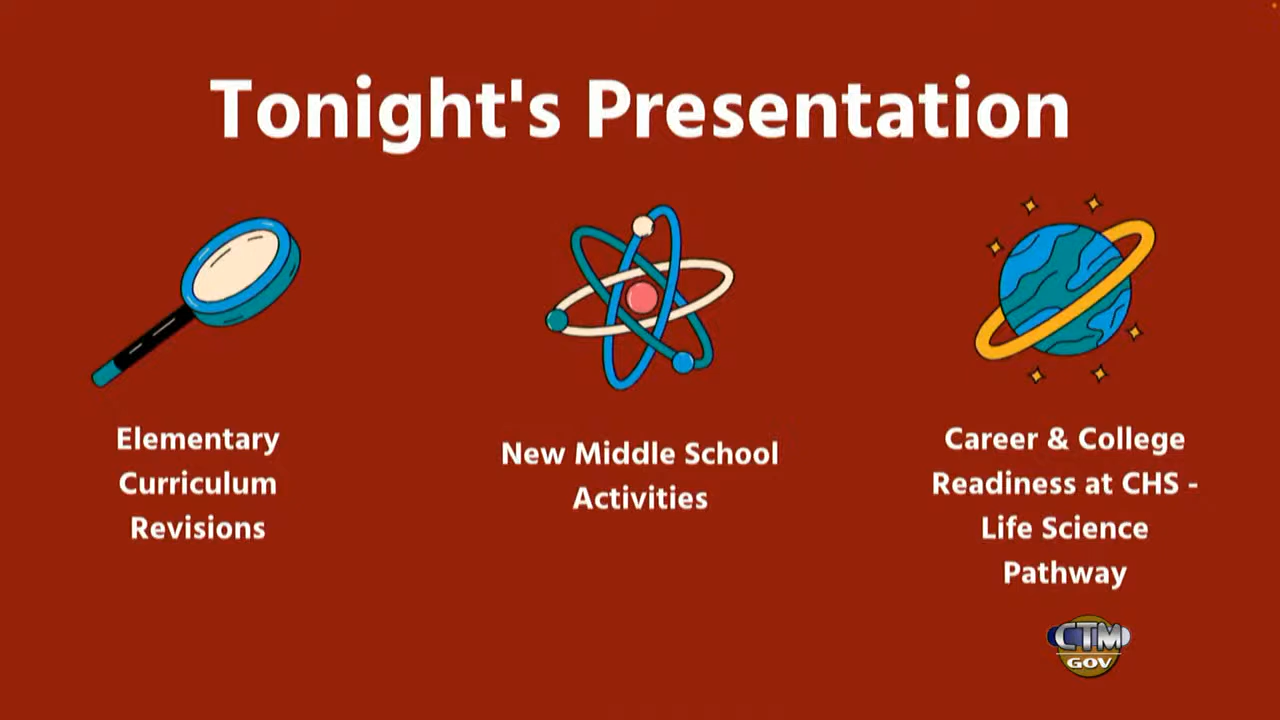 Tonight's Presentation
Elementary
Curriculum
Revisions
New Middle School
Activities
Career & College
Readiness at CHS -
Life Science
Pathway
CTM
GOV